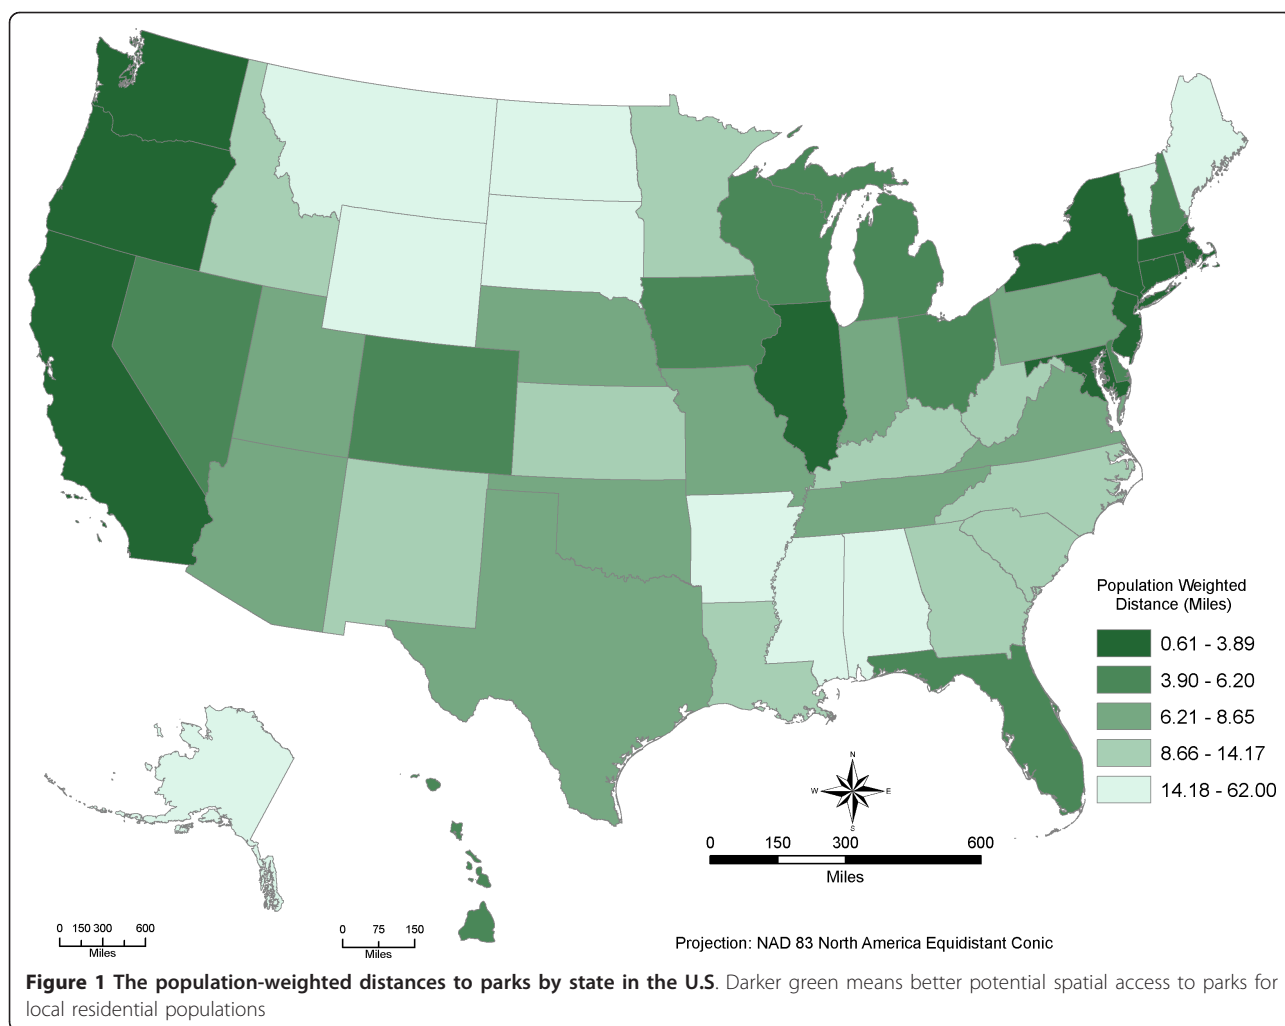 Population Weighted
Distance (Miles)
0.61 - 3.89
3.90 - 6.20
6.21 - 8.65
8.66 - 14.17
14.18 - 62.00
N
W E
S
0 150 300 600
Miles
0 150 300 600
Miles
0 75 150
Miles
Projection: NAD 83 North America Equidistant Conic
Figure 1 The population-weighted distances to parks by state in the U.S. Darker green means better potential spatial access to parks for
local residential populations